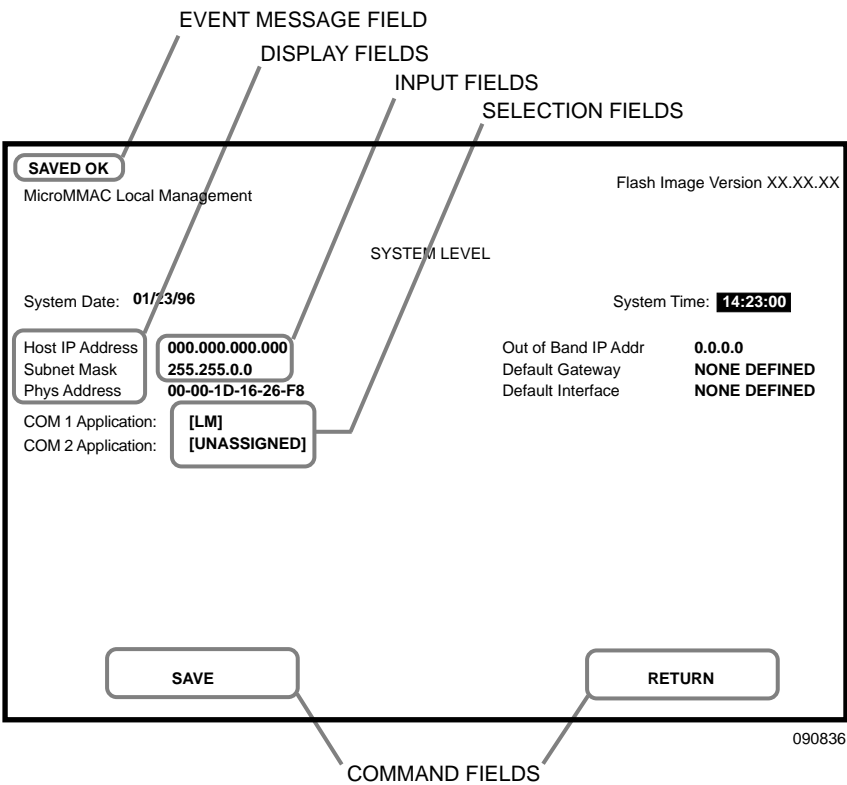 EVENT MESSAGE FIELD
DISPLAY FIELDS
INPUT FIELDS
SELECTION FIELDS
SAVED OK
MicroMMAC Local Management
Flash Image Version XX.XX.XX
SYSTEM LEVEL
System Date: 01/23/96 System Time: 14:23:00
Host IP Address 000.000.000.000 Out of Band IP Addr 0.0.0.0
Subnet Mask 255.255.0.0 Default Gateway NONE DEFINED
Phys Address 00-00-1D-16-26-F8 Default Interface NONE DEFINED
COM 1 Application: [LM]
COM 2 Application: [UNASSIGNED]
SAVE RETURN
090836
COMMAND FIELDS